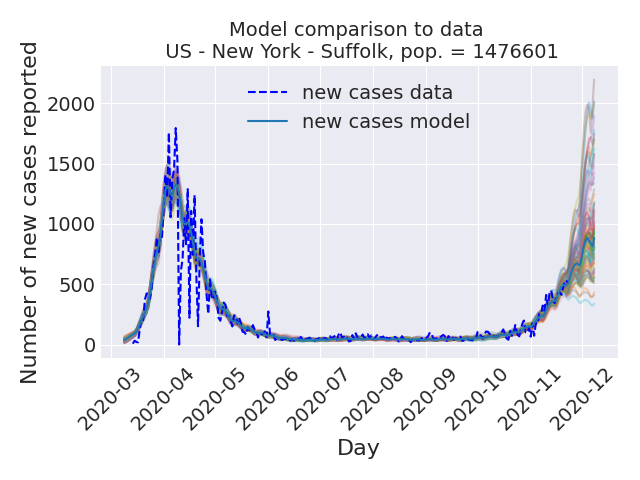 Model comparison to data
US - New York - Suffolk, pop. = 1476601
new cases data
new cases model
Number of new cases reported
2000
1500
1000
500
0
2020-03
2020-04
2020-05
2020-06
2020-07
2020-08
2020-09
2020-10
2020-11
2020-12
Day